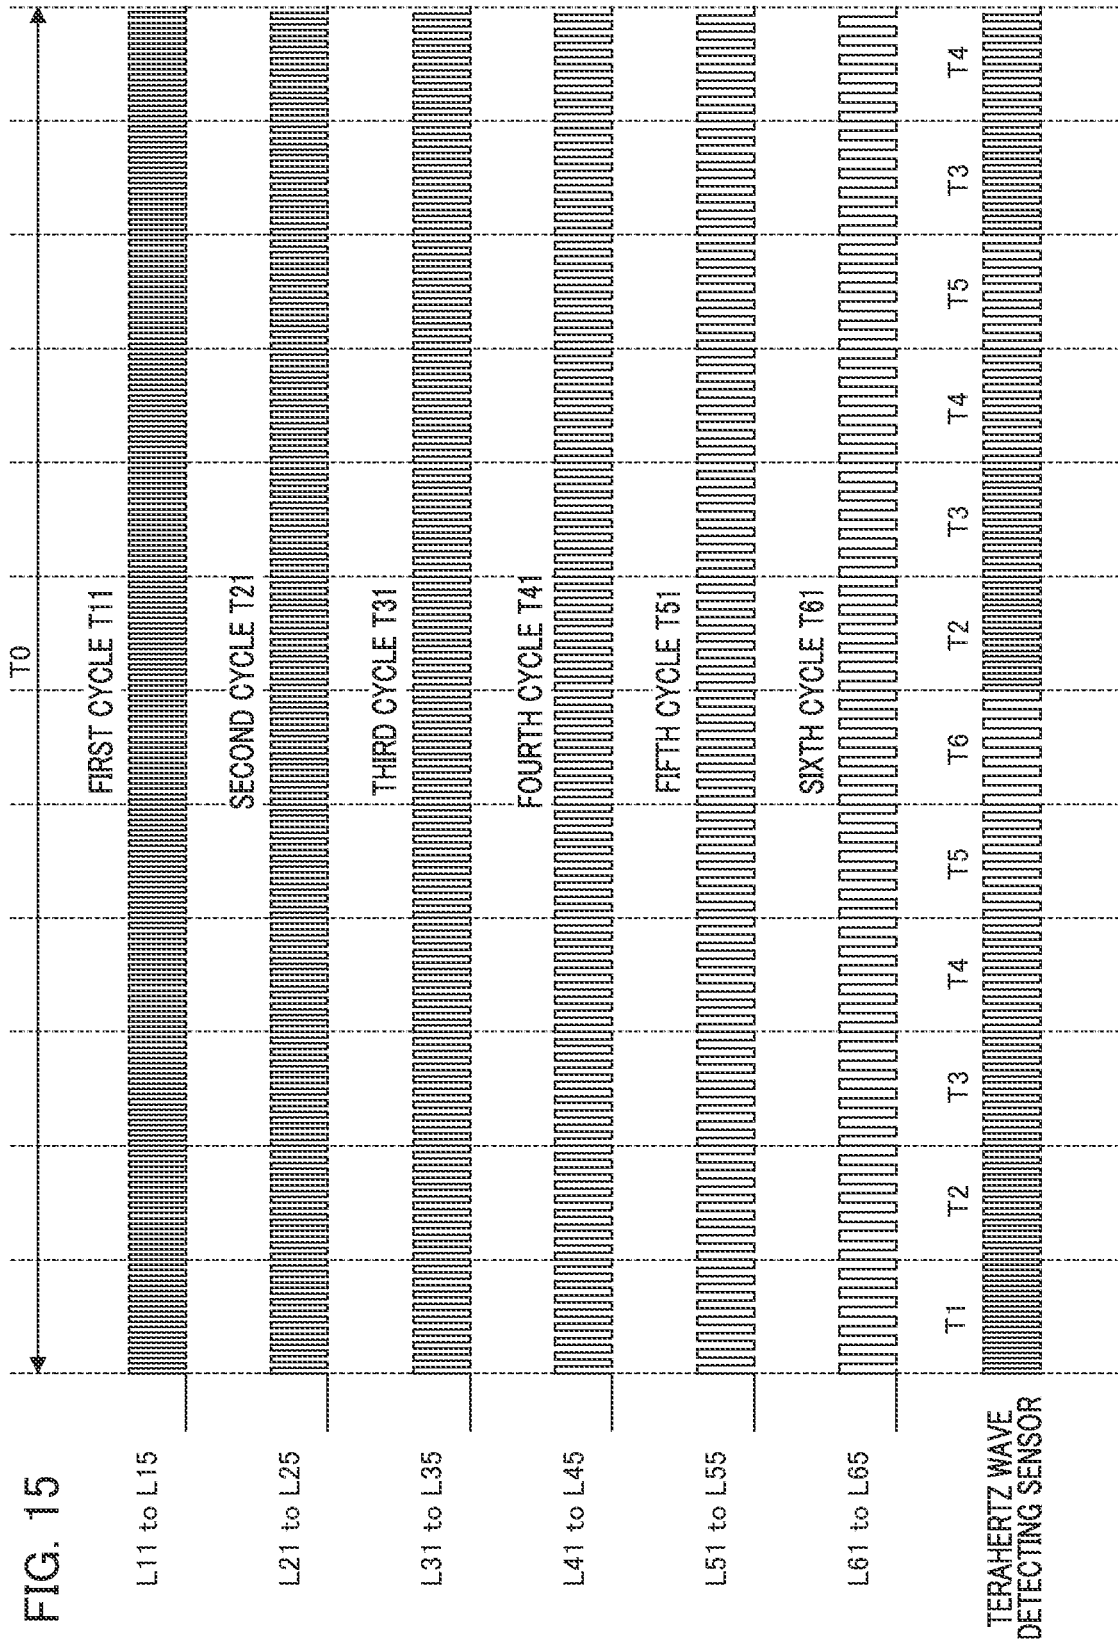 FIG. 15
T0
FIRST CYCLE T11
L11 to L15
SECOND CYCLE T21
L21 to L25
THIRD CYCLE T31
L31 to L35
FOURTH CYCLE T41
L41 to L45
FIFTH CYCLE T51
L51 to L55
SIXTH CYCLE T61
L61 to L65
T1 T2 T3 T4 T5 T6 T2 T3 T4 T5 T3 T4
TERAHERTZ WAVE
DETECTING SENSOR